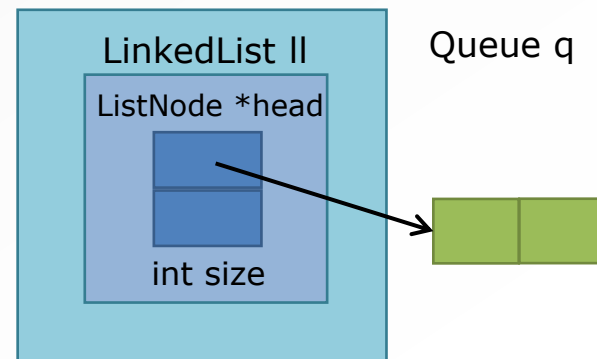 LinkedList ll
Queue q
ListNode *head
int size